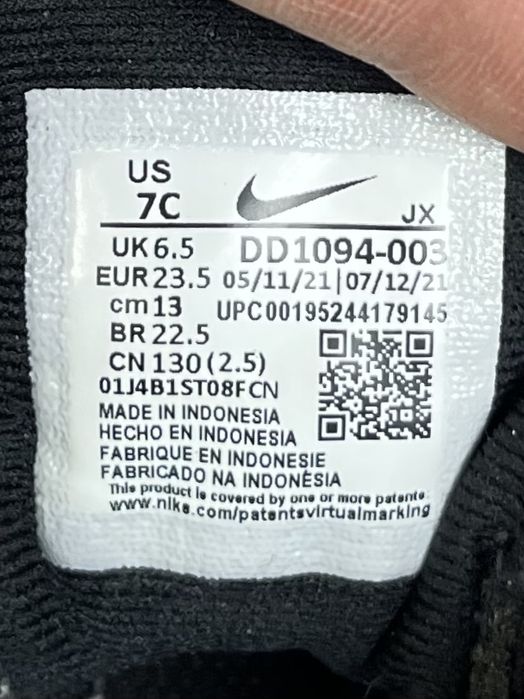 US
7C
JX
UK 6.5 DD1094-003
EUR 23.5 05/11/21|07/12/21
cm 13 UPC00195244179145
BR 22.5
CN 130 (2.5)
01J4B1ST08FCN
MADE IN INDONESIA
HECHO EN INDONESIA
FABRIQUE EN INDONESIE
FABRICADO NA INDONÉSIA
This product is covered by one or more patents.
www.nike.com/patentsvirtualmarking